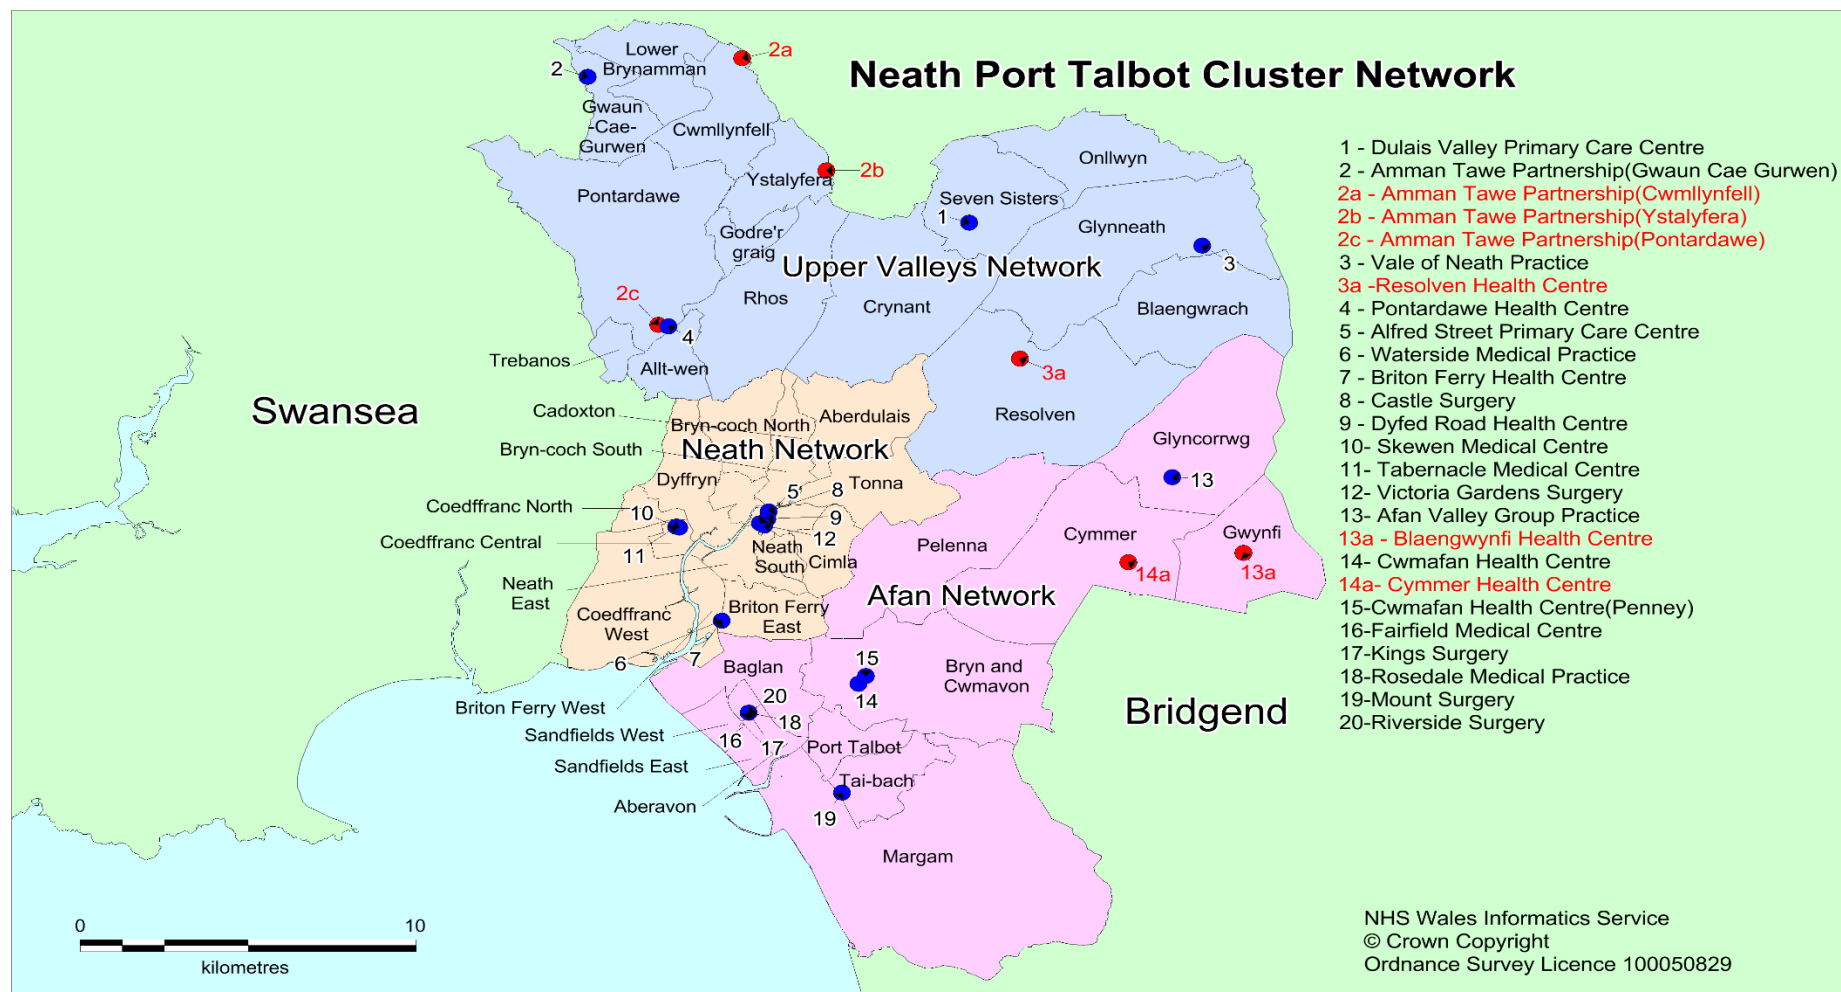 Neath Port Talbot Cluster Network
Lower
Brynamman
2a
2
Gwaun
-Cae-
Gurwen
Cwmllynfell
Ystalyfera
2b
Pontardawe
Onllwyn
Seven Sisters
1
Godre'r
graig
Glynneath
3
Upper Valleys Network
Rhos
Crynant
Blaengwrach
2c
4
Trebanos
Allt-wen
3a
Resolven
Swansea
Cadoxton
Bryn-coch North
Aberdulais
Bryn-coch South
Neath Network
Dyffryn
5
8
Tonna
Coedffranc North
10
9
Coedffranc Central
11
12
Neath
South
Cimla
Neath
East
Coedffranc
West
Briton Ferry
East
6
7
Briton Ferry West
Glyncorrwg
13
Cymmer
Gwynfi
Pelenna
14a
13a
Afan Network
Baglan
15
14
Bryn and
Cwmavon
20
18
Sandfields West
16
17
Port Talbot
Sandfields East
Tai-bach
Aberavon
19
Margam
Bridgend
1 - Dulais Valley Primary Care Centre
2 - Amman Tawe Partnership(Gwaun Cae Gurwen)
2a - Amman Tawe Partnership(Cwmllynfell)
2b - Amman Tawe Partnership(Ystalyfera)
2c - Amman Tawe Partnership(Pontardawe)
3 - Vale of Neath Practice
3a -Resolven Health Centre
4 - Pontardawe Health Centre
5 - Alfred Street Primary Care Centre
6 - Waterside Medical Practice
7 - Briton Ferry Health Centre
8 - Castle Surgery
9 - Dyfed Road Health Centre
10- Skewen Medical Centre
11- Tabernacle Medical Centre
12- Victoria Gardens Surgery
13- Afan Valley Group Practice
13a - Blaengwynfi Health Centre
14- Cwmafan Health Centre
14a- Cymmer Health Centre
15-Cwmafan Health Centre(Penney)
16-Fairfield Medical Centre
17-Kings Surgery
18-Rosedale Medical Practice
19-Mount Surgery
20-Riverside Surgery
0
10
kilometres
NHS Wales Informatics Service
© Crown Copyright
Ordnance Survey Licence 100050829